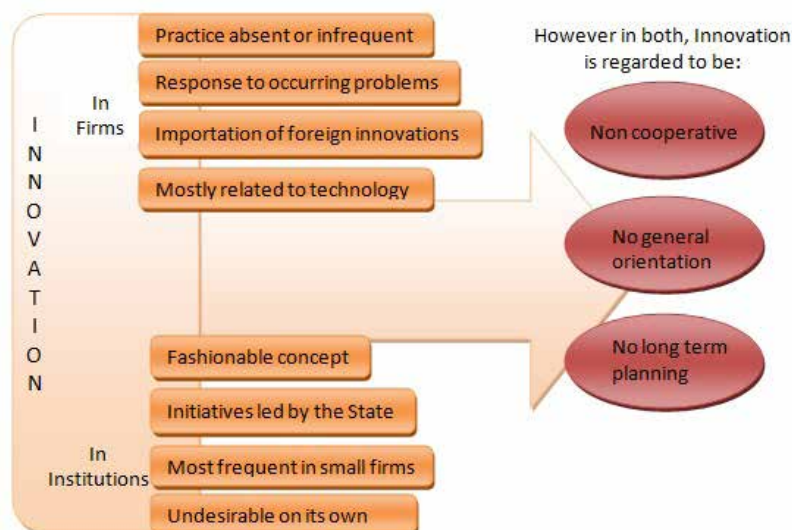 INNOVATION
In
Firms
Practice absent or infrequent
Response to occurring problems
Importation of foreign innovations
Mostly related to technology
In
Institutions
Fashionable concept
Initiatives led by the State
Most frequent in small firms
Undesirable on its own
However in both, Innovation
is regarded to be:
Non cooperative
No general
orientation
No long term
planning